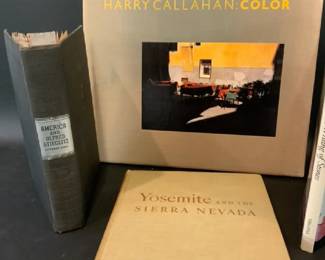 HARRY CALLAHAN: COLOR
AMERICA
AND
ALFRED
STIEGLITZ
Yosemite AND THE
SIERRA NEVADA